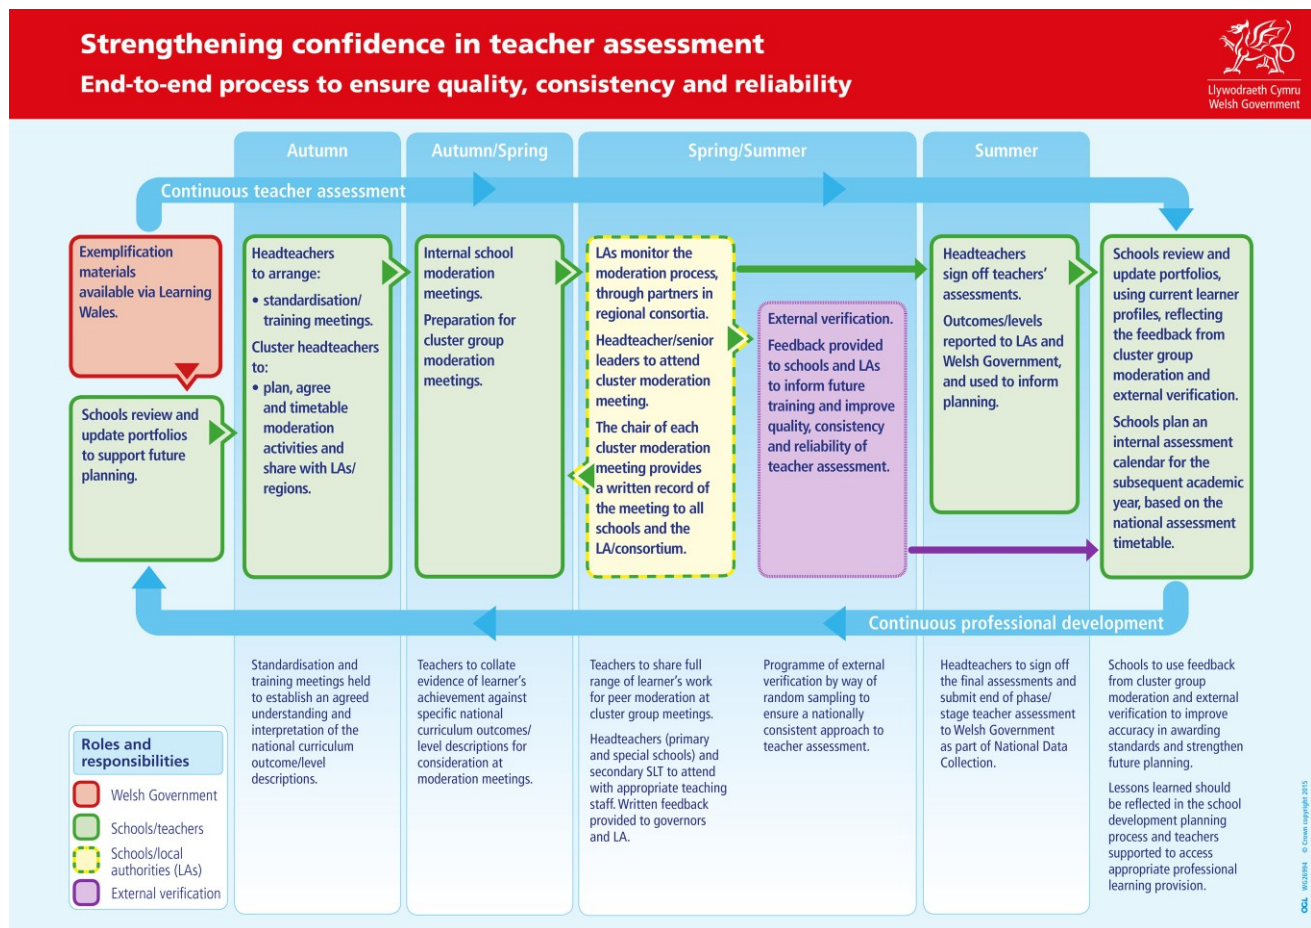 Strengthening confidence in teacher assessment
End-to-end process to ensure quality, consistency and reliability
Llywodraeth Cymru
Welsh Government
Autumn
Autumn/Spring
Spring/Summer
Summer
Continuous teacher assessment
Exemplification
materials
available via Learning
Wales.
Schools review and
update portfolios
to support future
planning.
Headteachers
to arrange:
• standardisation/
training meetings.
Cluster headteachers
to:
• plan, agree
and timetable
moderation
activities and
share with LAs/
regions.
Internal school
moderation
meetings.
Preparation for
cluster group
moderation
meetings.
LAs monitor the
moderation process,
through partners in
regional consortia.
Headteacher/senior
leaders to attend
cluster moderation
meeting.
The chair of each
cluster moderation
meeting provides
a written record of
the meeting to all
schools and the
LA/consortium.
External verification.
Feedback provided
to schools and LAs
to inform future
training and improve
quality, consistency
and reliability of
teacher assessment.
Headteachers
sign off teachers’
assessments.
Outcomes/levels
reported to LAs and
Welsh Government,
and used to inform
planning.
Schools review and
update portfolios,
using current learner
profiles, reflecting
the feedback from
cluster group
moderation and
external verification.
Schools plan an
internal assessment
calendar for the
subsequent academic
year, based on the
national assessment
timetable.
Continuous professional development
Standardisation and
training meetings held
to establish an agreed
understanding and
interpretation of the
national curriculum
outcome/level
descriptions.
Teachers to collate
evidence of learner’s
achievement against
specific national
curriculum outcomes/
level descriptions for
consideration at
moderation meetings.
Teachers to share full
range of learner’s work
for peer moderation at
cluster group meetings.
Headteachers (primary
and special schools) and
secondary SLT to attend
with appropriate teaching
staff. Written feedback
provided to governors
and LA.
Programme of external
verification by way of
random sampling to
ensure a nationally
consistent approach to
teacher assessment.
Headteachers to sign off
the final assessments and
submit end of phase/
stage teacher assessment
to Welsh Government
as part of National Data
Collection.
Schools to use feedback
from cluster group
moderation and external
verification to improve
accuracy in awarding
standards and strengthen
future planning.
Lessons learned should
be reflected in the school
development planning
process and teachers
supported to access
appropriate professional
learning provision.
Roles and
responsibilities
Welsh Government
Schools/teachers
Schools/local
authorities (LAs)
External verification
OGL WG26994 © Crown copyright 2015